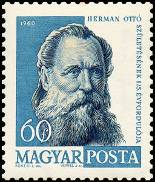 1960
HERMAN OTTÓ
SZÜLETÉSÉNEK 125. ÉVFORDULÓJA
60 f
MAGYAR POSTA